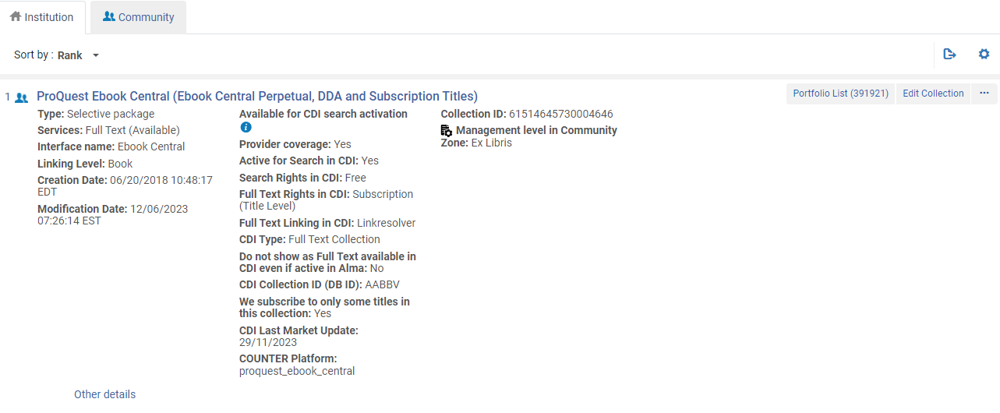 Institution
Community
Sort by : Rank
1 ProQuest Ebook Central (Ebook Central Perpetual, DDA and Subscription Titles)
Portfolio List (391921)
Edit Collection
...
Type: Selective package
Services: Full Text (Available)
Interface name: Ebook Central
Linking Level: Book
Creation Date: 06/20/2018 10:48:17
EDT
Modification Date: 12/06/2023
07:26:14 EST
Available for CDI search activation
Provider coverage: Yes
Active for Search in CDI: Yes
Search Rights in CDI: Free
Full Text Rights in CDI: Subscription
(Title Level)
Full Text Linking in CDI: Linkresolver
CDI Type: Full Text Collection
Do not show as Full Text available in
CDI even if active in Alma: No
CDI Collection ID (DB ID): AABBV
We subscribe to only some titles in
this collection: Yes
CDI Last Market Update:
29/11/2023
COUNTER Platform:
proquest_ebook_central
Collection ID: 61514645730004646
Management level in Community
Zone: Ex Libris
Other details